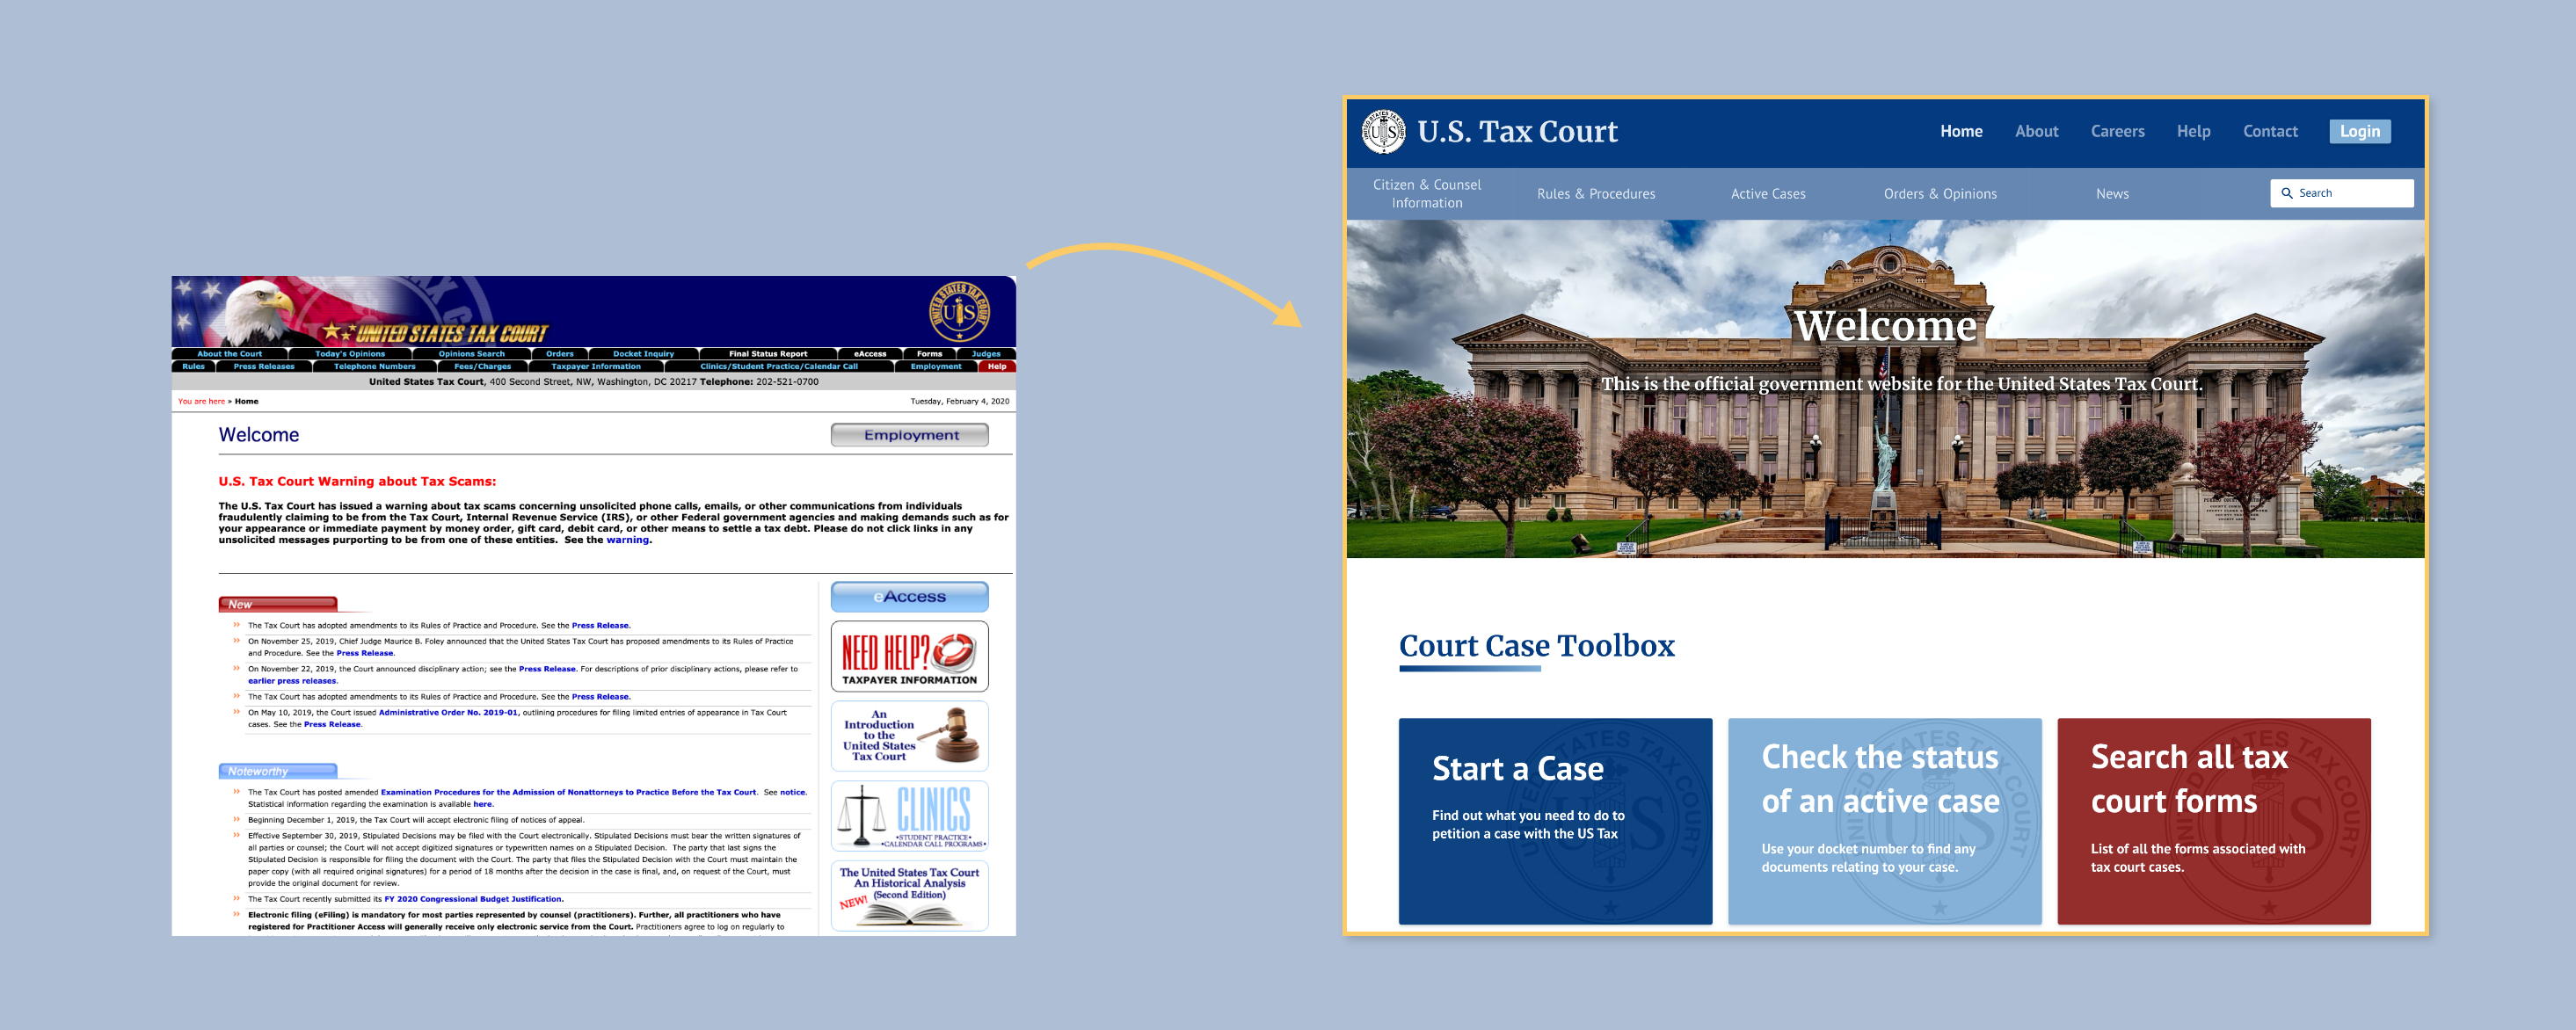 UNITED STATES TAX COURT
UNITED STATES TAX COURT
US
About the Court Today's Opinions Opinions Search Orders Docket Inquiry Final Status Report eAccess Forms Judges
Rules Press Releases Telephone Numbers Fees/Charges Taxpayer Information Clinics/Student Practice/Calendar Call Employment Help
United States Tax Court, 400 Second Street, NW, Washington, DC 20217 Telephone: 202-521-0700
You are here » Home
Tuesday, February 4, 2020
Welcome
Employment
U.S. Tax Court Warning about Tax Scams:
The U.S. Tax Court has issued a warning about tax scams concerning unsolicited phone calls, emails, or other communications from individuals
fraudulently claiming to be from the Tax Court, Internal Revenue Service (IRS), or other Federal government agencies and making demands such as for
your appearance or immediate payment by money order, gift card, debit card, or other means to settle a tax debt. Please do not click links in any
unsolicited messages purporting to be from one of these entities. See the warning.
New
» The Tax Court has adopted amendments to its Rules of Practice and Procedure. See the Press Release.
» On November 25, 2019, Chief Judge Maurice B. Foley announced that the United States Tax Court has proposed amendments to its Rules of Practice
and Procedure. See the Press Release.
» On November 22, 2019, the Court announced disciplinary action; see the Press Release. For descriptions of prior disciplinary actions, please refer to
earlier press releases.
» The Tax Court has adopted amendments to its Rules of Practice and Procedure. See the Press Release.
» On May 10, 2019, the Court issued Administrative Order No. 2019-01, outlining procedures for filing limited entries of appearance in Tax Court
cases. See the Press Release.
Noteworthy
» The Tax Court has posted amended Examination Procedures for the Admission of Nonattorneys to Practice Before the Tax Court. See notice.
Statistical information regarding the examination is available here.
» Beginning December 1, 2019, the Tax Court will accept electronic filing of notices of appeal.
» Effective September 30, 2019, Stipulated Decisions may be filed with the Court electronically. Stipulated Decisions must bear the written signatures of
all parties or counsel; the Court will not accept digitized signatures or typewritten names on a Stipulated Decision. The party that last signs the
Stipulated Decision is responsible for filing the document with the Court. The party that files the Stipulated Decision with the Court must maintain the
paper copy (with all required original signatures) for a period of 18 months after the decision in the case is final, and, on request of the Court, must
provide the original document for review.
» The Tax Court recently submitted its FY 2020 Congressional Budget Justification.
» Electronic filing (eFiling) is mandatory for most parties represented by counsel (practitioners). Further, all practitioners who have
registered for Practitioner Access will generally receive only electronic service from the Court. Practitioners agree to log on regularly to
eAccess
NEED HELP?
TAXPAYER INFORMATION
An
Introduction
to the
United States
Tax Court
CLINICS
•STUDENT PRACTICE•
•CALENDAR CALL PROGRAMS•
The United States Tax Court
An Historical Analysis
(Second Edition)
NEW!
US
U.S. Tax Court
Home About Careers Help Contact Login
Citizen & Counsel
Information
Rules & Procedures Active Cases Orders & Opinions News
Search
Welcome
This is the official government website for the United States Tax Court.
Court Case Toolbox
Start a Case
Find out what you need to do to
petition a case with the US Tax
Check the status
of an active case
Use your docket number to find any
documents relating to your case.
Search all tax
court forms
List of all the forms associated with
tax court cases.